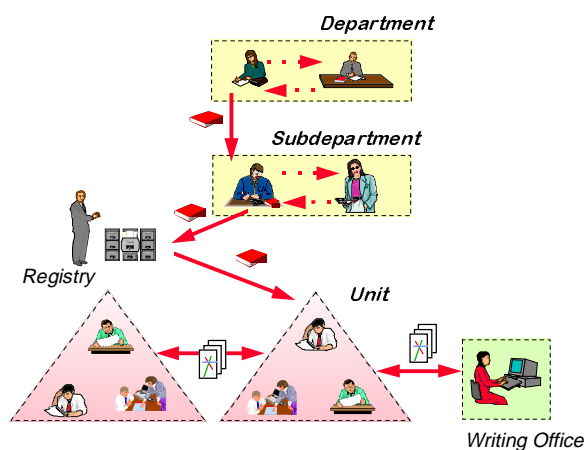 Department
Subdepartment
Registry
Unit
Writing Office